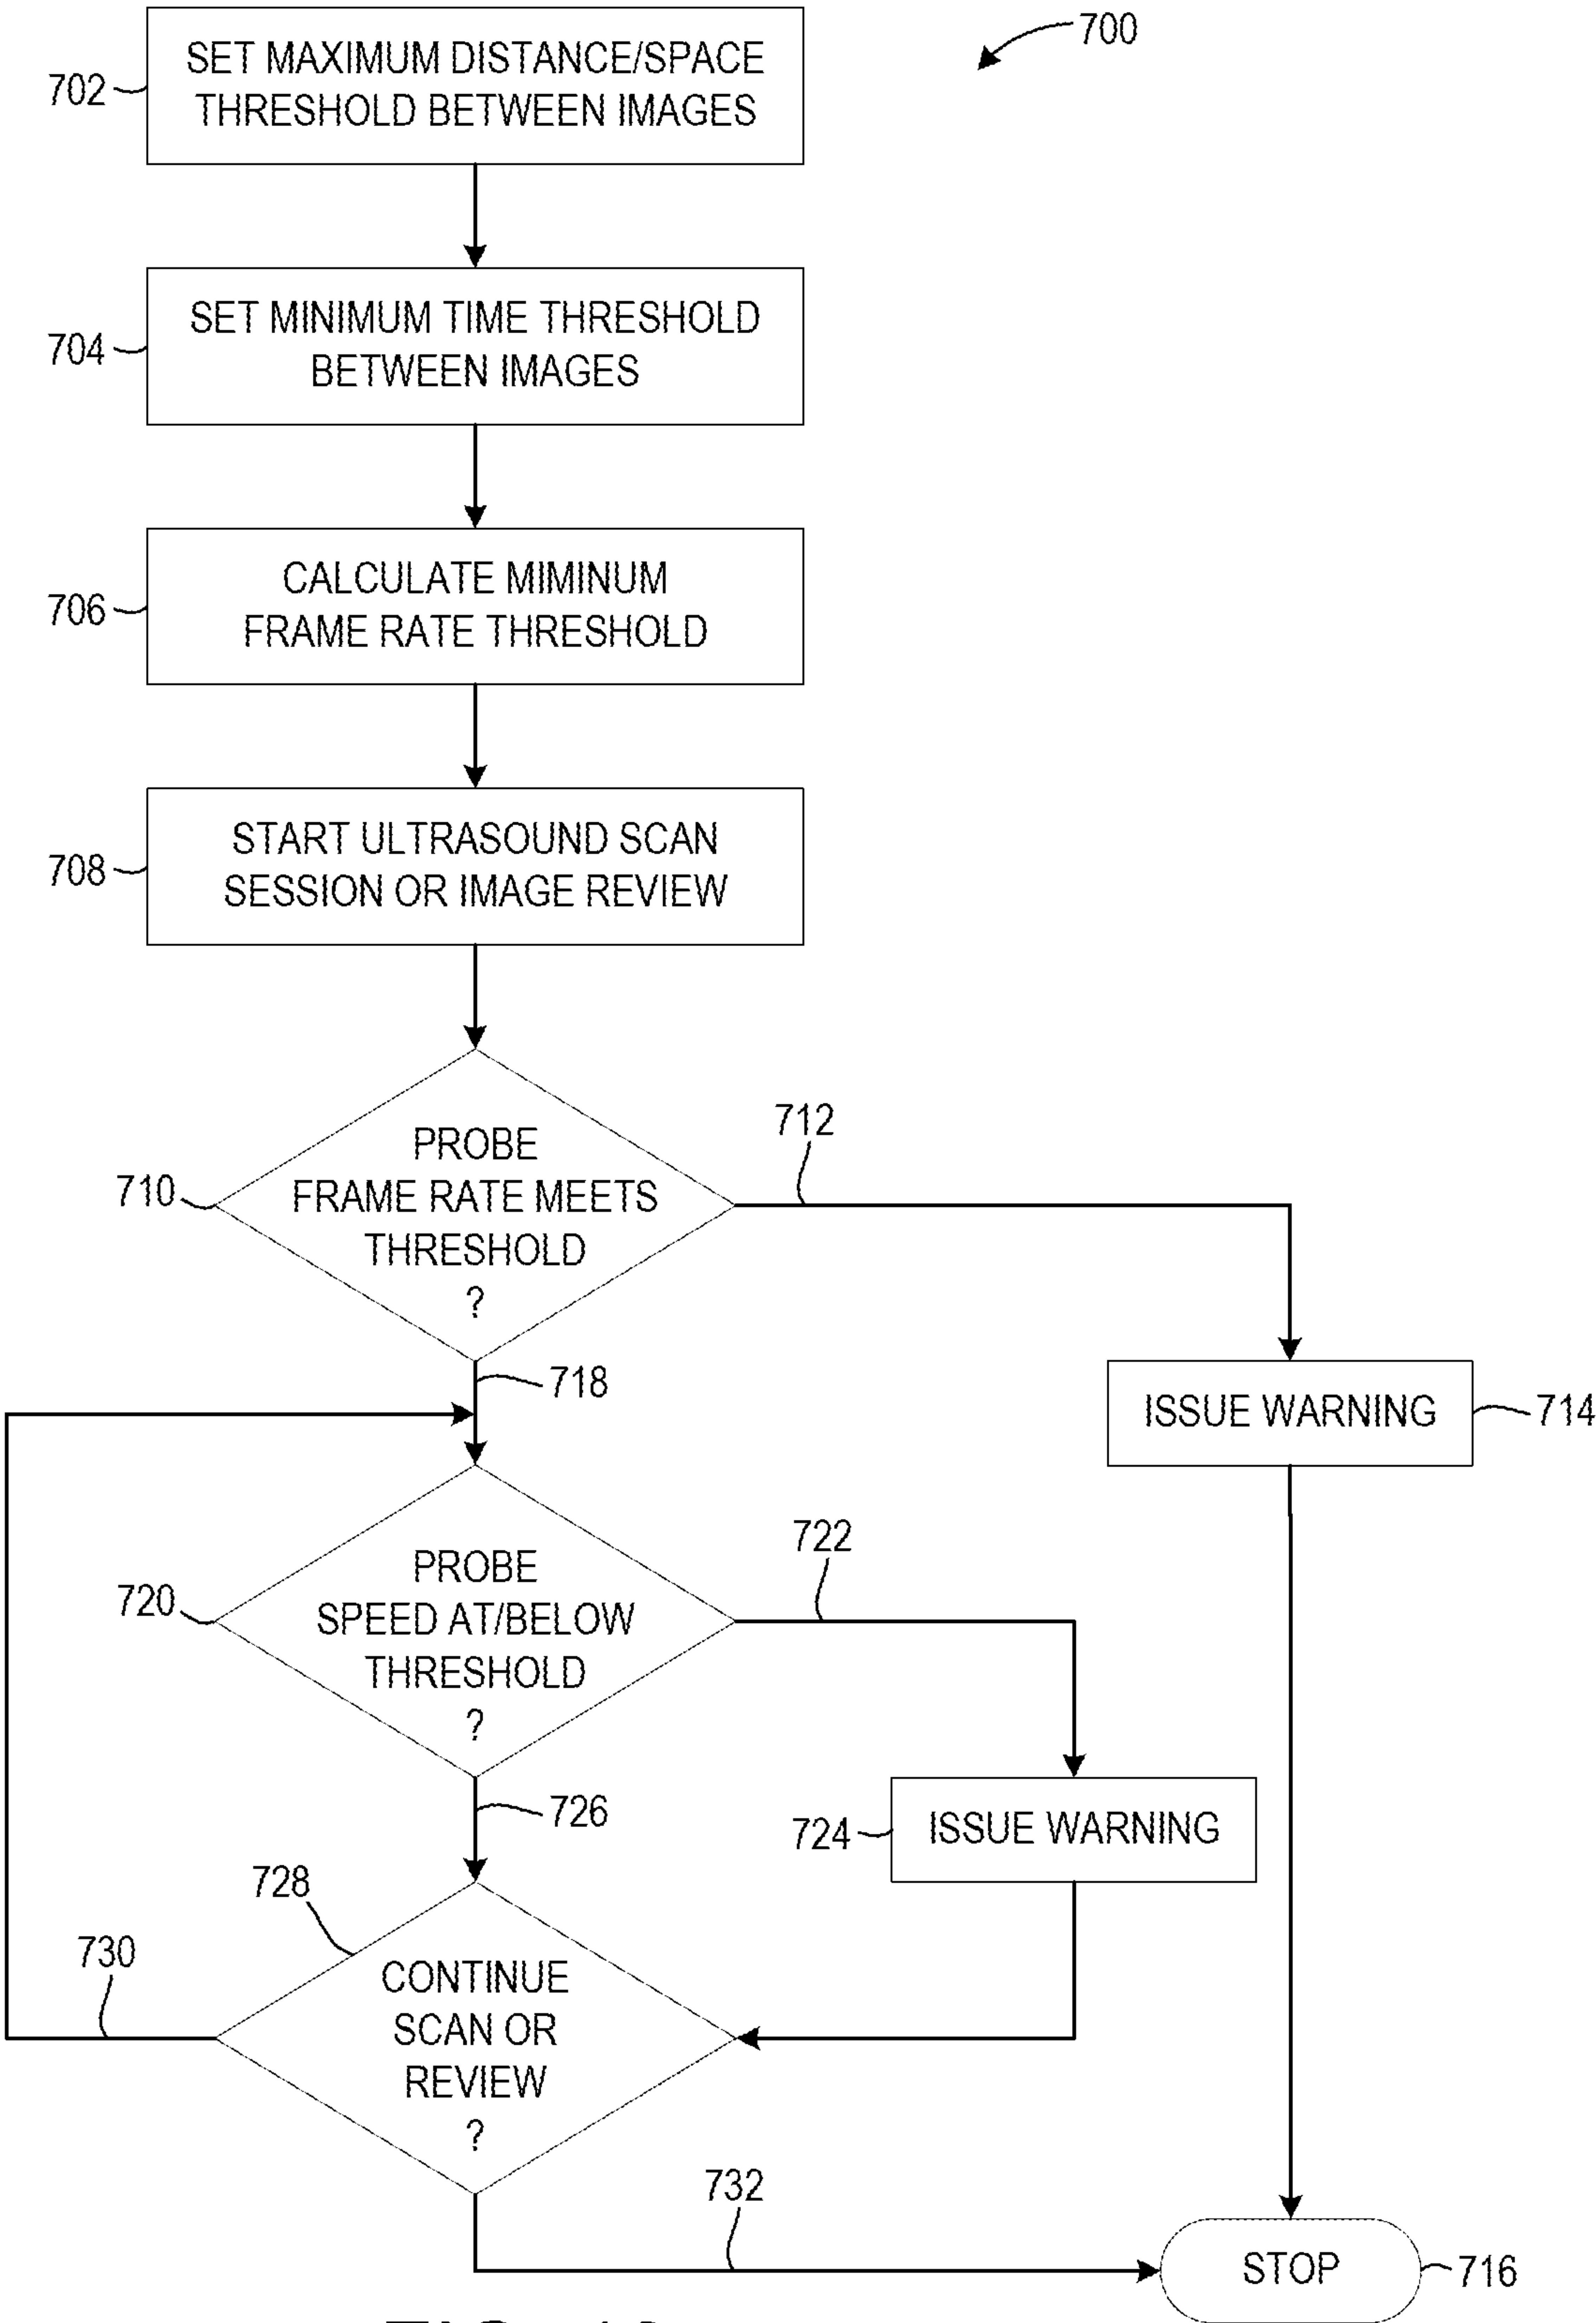 700
702
SET MAXIMUM DISTANCE/SPACE
THRESHOLD BETWEEN IMAGES
704
SET MINIMUM TIME THRESHOLD
BETWEEN IMAGES
706
CALCULATE MIMINUM
FRAME RATE THRESHOLD
708
START ULTRASOUND SCAN
SESSION OR IMAGE REVIEW
710
PROBE
FRAME RATE MEETS
THRESHOLD
?
712
718
ISSUE WARNING
714
720
PROBE
SPEED AT/BELOW
THRESHOLD
?
722
726
724
ISSUE WARNING
728
730
CONTINUE
SCAN OR
REVIEW
?
732
STOP
716